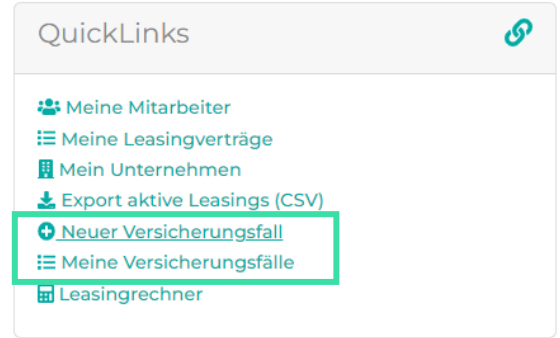 QuickLinks
Meine Mitarbeiter
Meine Leasingverträge
Mein Unternehmen
Export aktive Leasings (CSV)
Neuer Versicherungsfall
Meine Versicherungsfälle
Leasingrechner